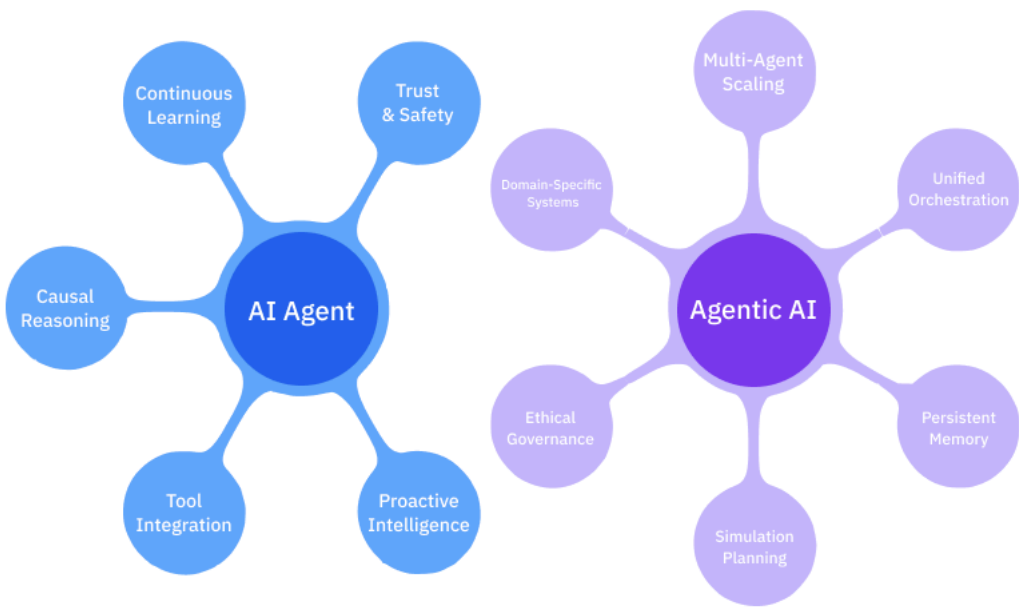 Continuous
Learning
Trust
& Safety
Causal
Reasoning
AI Agent
Tool
Integration
Proactive
Intelligence
Multi-Agent
Scaling
Domain-Specific
Systems
Unified
Orchestration
Agentic AI
Ethical
Governance
Persistent
Memory
Simulation
Planning